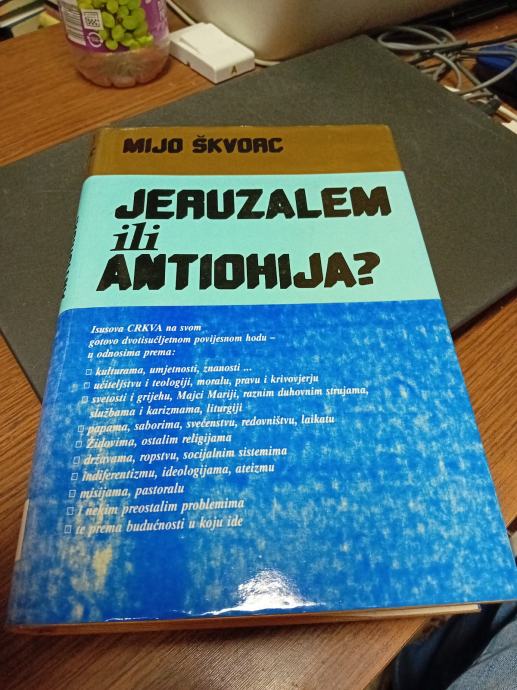 MIJO ŠKVORC
JERUZALEM
ili
ANTIOHIJA?
Isusova CRKVA na svom
gotovo dvotisućljetnom povijesnom hodu –
u odnosima prema:
□ kulturama, umjetnosti, znanosti ...
□ učiteljstvu i teologiji, moralu, pravu i krivovjerju
□ svetosti i grijehu, Majci Mariji, raznim duhovnim strujama,
službama i karizmama, liturgiji
□ papama, saborima, svećenstvu, redovništvu, laikatu
□ Židovima, ostalim religijama
□ državama, ropstvu, socijalnim sistemima
□ indiferentizmu, ideologijama, ateizmu
□ misijama, pastoralu
□ i nekim preostalim problemima
□ te prema budućnosti u koju ide
A